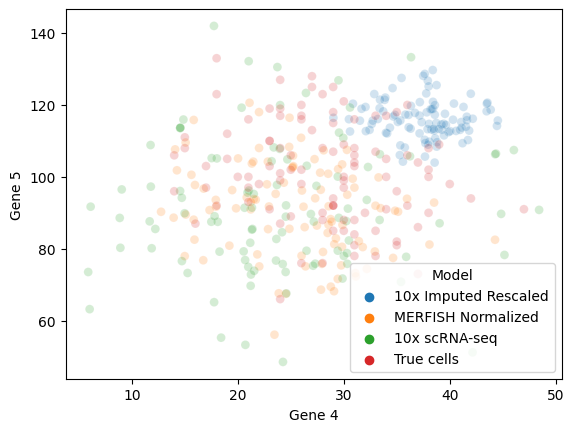 140
120
100
80
60
Gene 5
10
20
30
40
50
Gene 4
Model
10x Imputed Rescaled
MERFISH Normalized
10x scRNA-seq
True cells